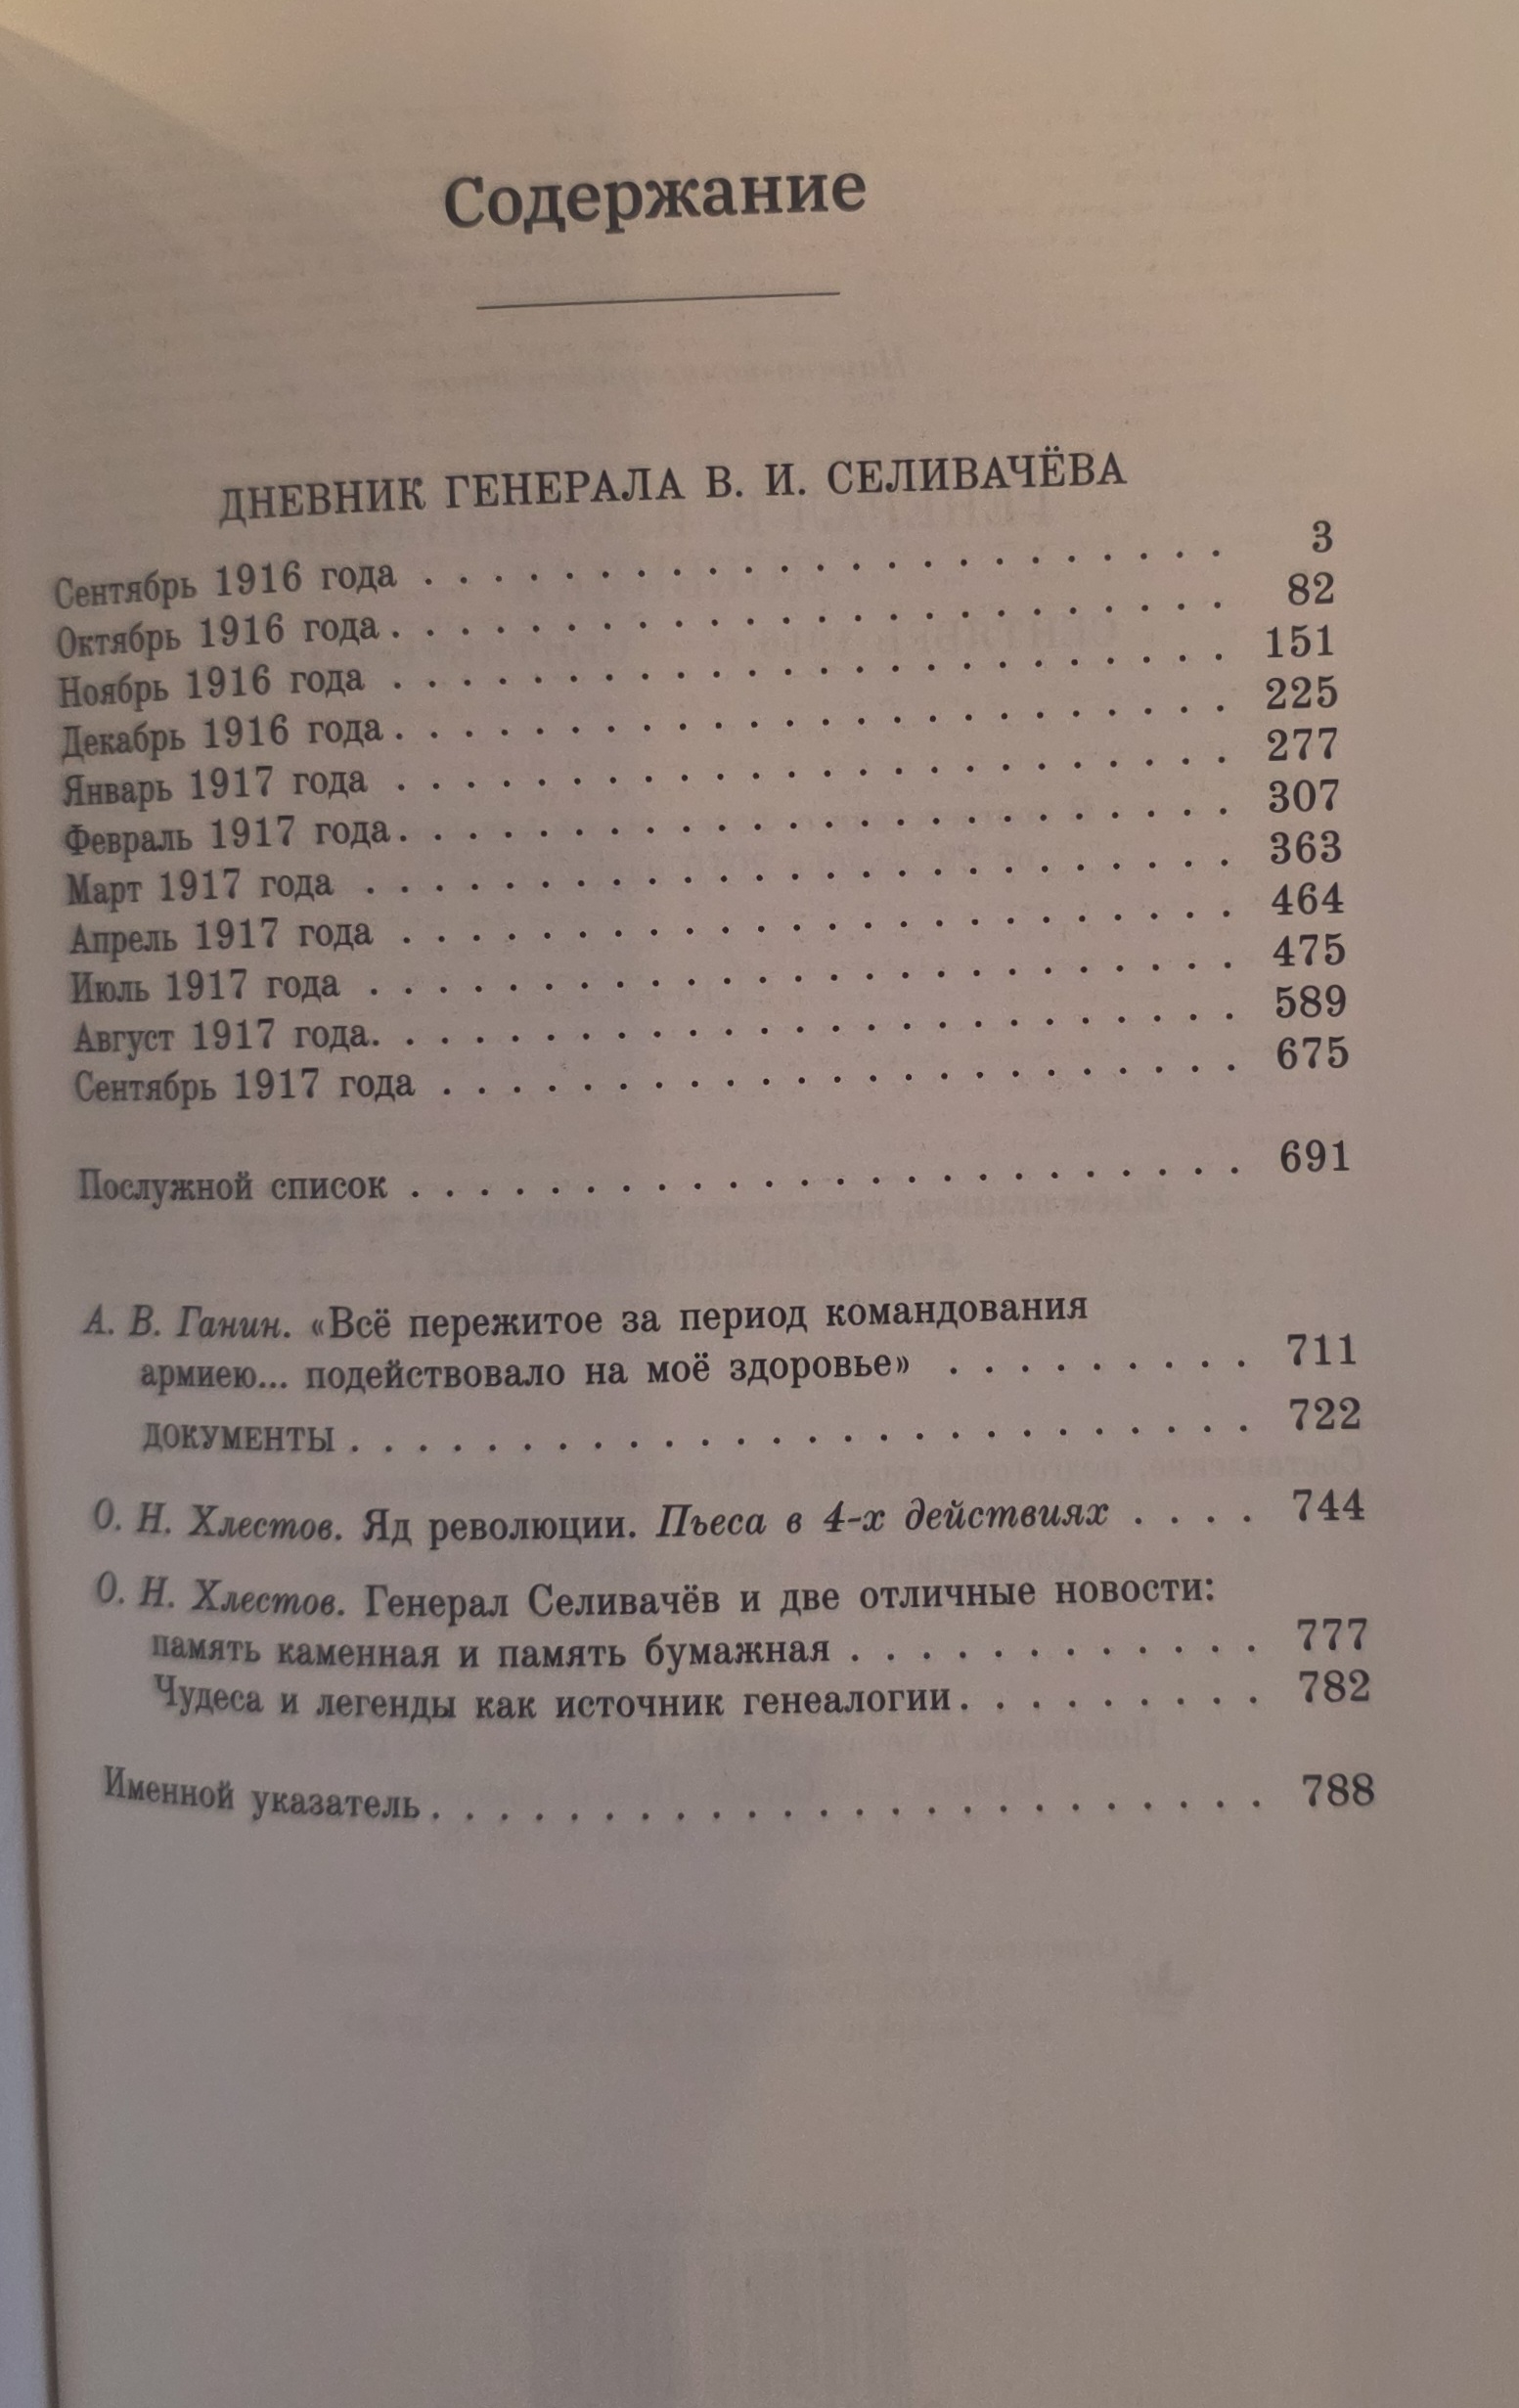 Содержание
ДНЕВНИК ГЕНЕРАЛА В. И. СЕЛИВАЧЁВА
Сентябрь 1916 года . . . . . . . . . . . . . . . . . . . . . . 3
Октябрь 1916 года . . . . . . . . . . . . . . . . . . . . . . 82
Ноябрь 1916 года . . . . . . . . . . . . . . . . . . . . . . 151
Декабрь 1916 года . . . . . . . . . . . . . . . . . . . . . . 225
Январь 1917 года . . . . . . . . . . . . . . . . . . . . . . 277
Февраль 1917 года . . . . . . . . . . . . . . . . . . . . . . 307
Март 1917 года . . . . . . . . . . . . . . . . . . . . . . 363
Апрель 1917 года . . . . . . . . . . . . . . . . . . . . . . 464
Июль 1917 года . . . . . . . . . . . . . . . . . . . . . . 475
Август 1917 года . . . . . . . . . . . . . . . . . . . . . . 589
Сентябрь 1917 года . . . . . . . . . . . . . . . . . . . . . . 675
Послужной список . . . . . . . . . . . . . . . . . . . . . . 691
А. В. Ганин. «Всё пережитое за период командования
армиею... подействовало на моё здоровье» . . . . . . . . . 711
ДОКУМЕНТЫ . . . . . . . . . . . . . . . . . . . . . . 722
О. Н. Хлестов. Яд революции. Пьеса в 4-х действиях . . . . 744
О. Н. Хлестов. Генерал Селивачёв и две отличные новости:
память каменная и память бумажная . . . . . . . . . . . . 777
Чудеса и легенды как источник генеалогии . . . . . . . . . 782
Именной указатель . . . . . . . . . . . . . . . . . . . . . . 788